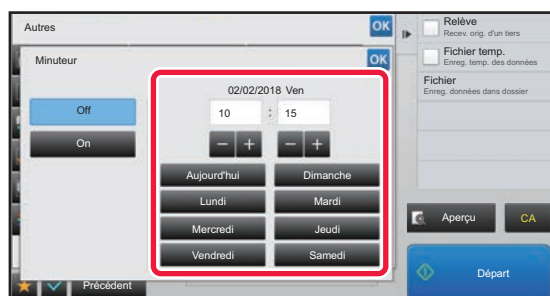 Autres
OK
Minuteur
OK
02/02/2018 Ven
10 : 15
Off
On
Aujourd'hui
Dimanche
Lundi
Mardi
Mercredi
Jeudi
Vendredi
Samedi
Précédent
Relève
Recev. orig. d'un tiers
Fichier temp.
Enreg. temp. des données
Fichier
Enreg. données dans dossier
Aperçu
CA
Départ